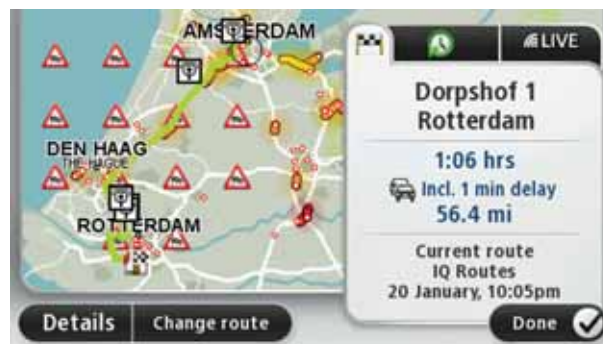 AMSTERDAM
LIVE
Dorpshof 1
Rotterdam
DEN HAAG
THE HAGUE
1:06 hrs
Incl. 1 min delay
56.4 mi
ROTTERDAM
Current route
IQ Routes
20 January, 10:05pm
Details
Change route
Done